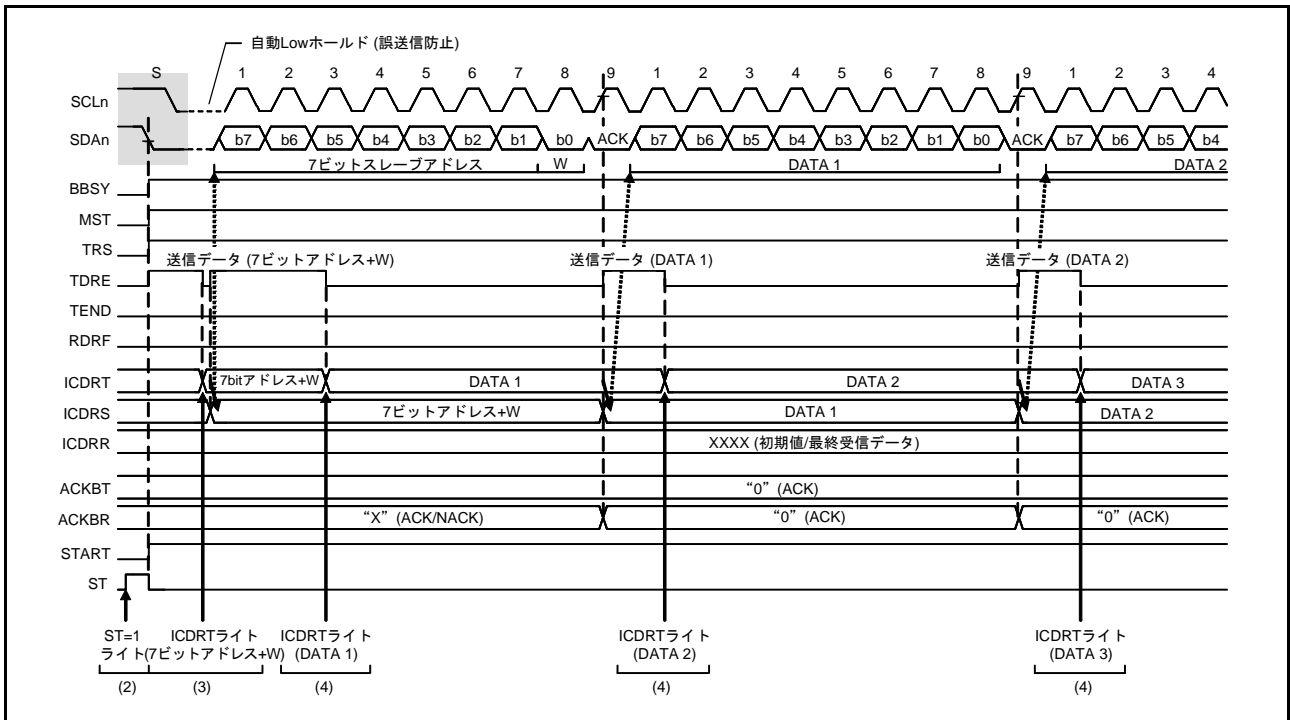 自動Lowホールド (誤送信防止)
S 1 2 3 4 5 6 7 8 9 1 2 3 4 5 6 7 8 9 1 2 3 4
SCLn
SDAn b7 b6 b5 b4 b3 b2 b1 b0 ACK b7 b6 b5 b4 b3 b2 b1 b0 ACK b7 b6 b5 b4
7ビットスレーブアドレス W DATA 1 DATA 2
BBSY
MST
TRS
送信データ (7ビットアドレス+W) 送信データ (DATA 1) 送信データ (DATA 2)
TDRE
TEND
RDRF
ICDRT 7bitアドレス+W DATA 1 DATA 2 DATA 3
ICDRS 7ビットアドレス+W DATA 1 DATA 2
ICDRR XXXX (初期値/最終受信データ)
ACKBT “0” (ACK)
ACKBR “X” (ACK/NACK) “0” (ACK) “0” (ACK)
START
ST
ST=1 ICDRTライト ICDRTライト ICDRTライト ICDRTライト
ライト(7ビットアドレス+W) (DATA 1) (DATA 2) (DATA 3)
(2) (3) (4) (4) (4)